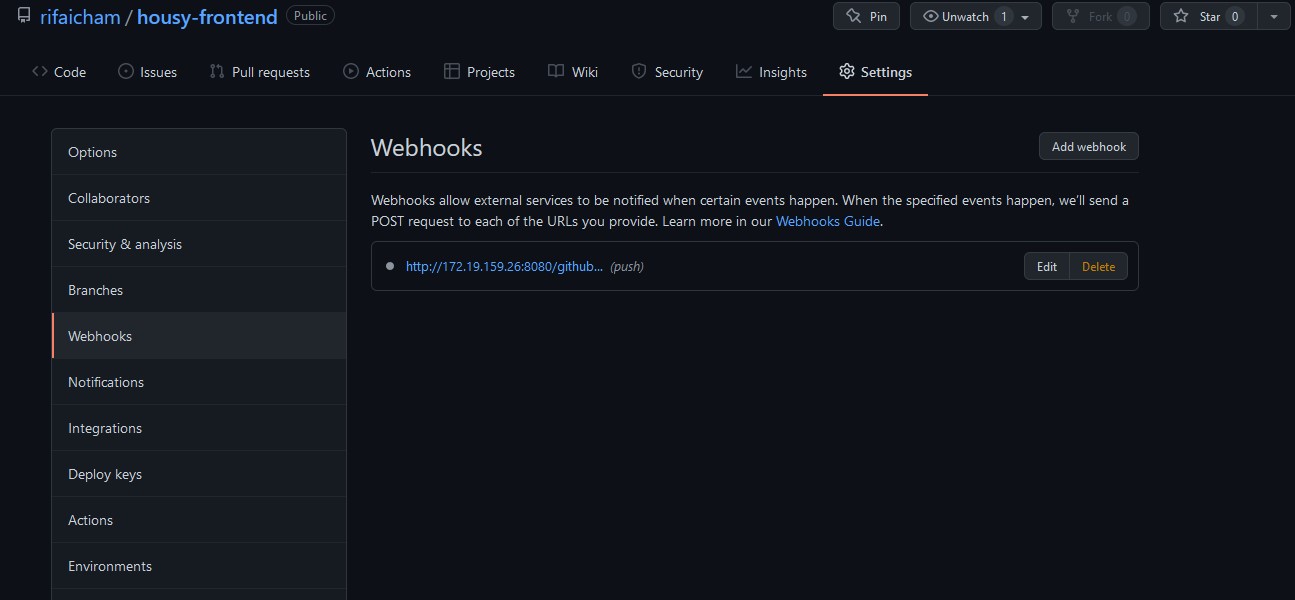 rifaicham / housy-frontend Public Pin Unwatch 1 Fork 0 Star 0
Code Issues Pull requests Actions Projects Wiki Security Insights Settings
Options
Collaborators
Security & analysis
Branches
Webhooks
Notifications
Integrations
Deploy keys
Actions
Environments
Webhooks Add webhook
Webhooks allow external services to be notified when certain events happen. When the specified events happen, we'll send a
POST request to each of the URLs you provide. Learn more in our Webhooks Guide.
http://172.19.159.26:8080/github... (push) Edit Delete